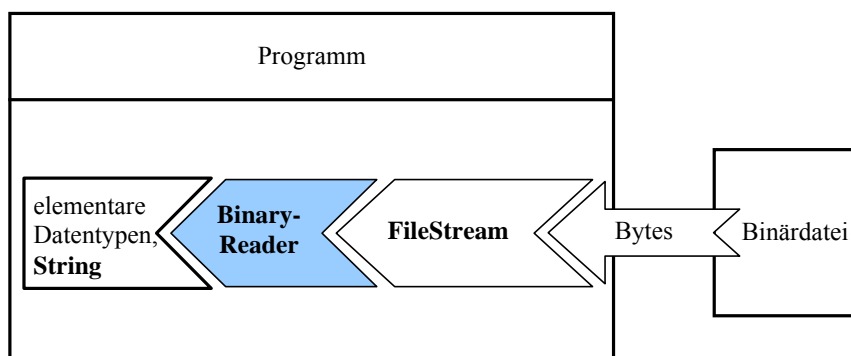 Programm
elementare
Datentypen,
String
Binary-
Reader
FileStream
Bytes
Binärdatei